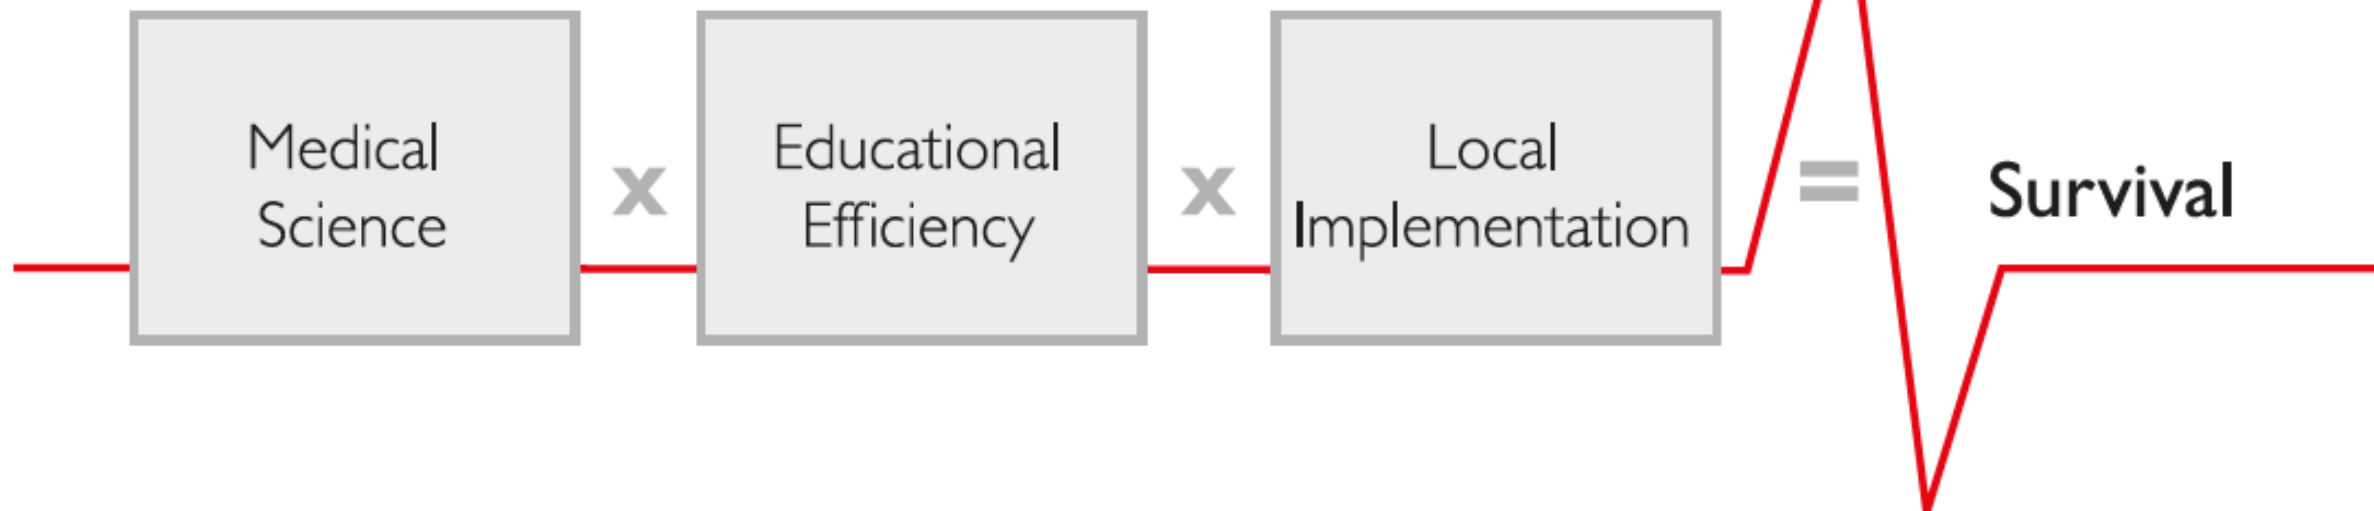 Medical
Science
x
Educational
Efficiency
x
Local
Implementation
=
Survival